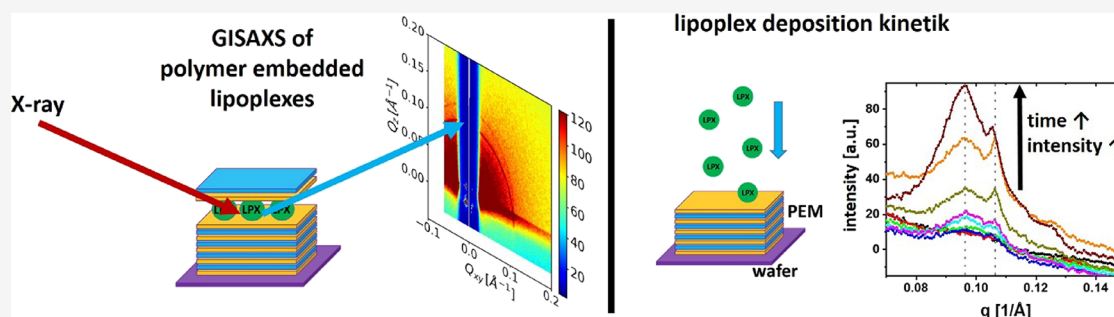 GISAXS of
polymer embedded
lipoplexes
X-ray
LPX LPX LPX
0.20
0.15
0.10
0.05
0.00
Qz [Å⁻¹]
−0.1
0.0
0.1
0.2
Qxy [Å⁻¹]
120
100
80
60
40
20
lipoplex deposition kinetik
LPX
LPX
LPX
LPX
LPX
PEM
wafer
intensity [a.u.]
80
60
40
20
0
time ↑
intensity ↑
0.08 0.10 0.12 0.14
q [1/Å]